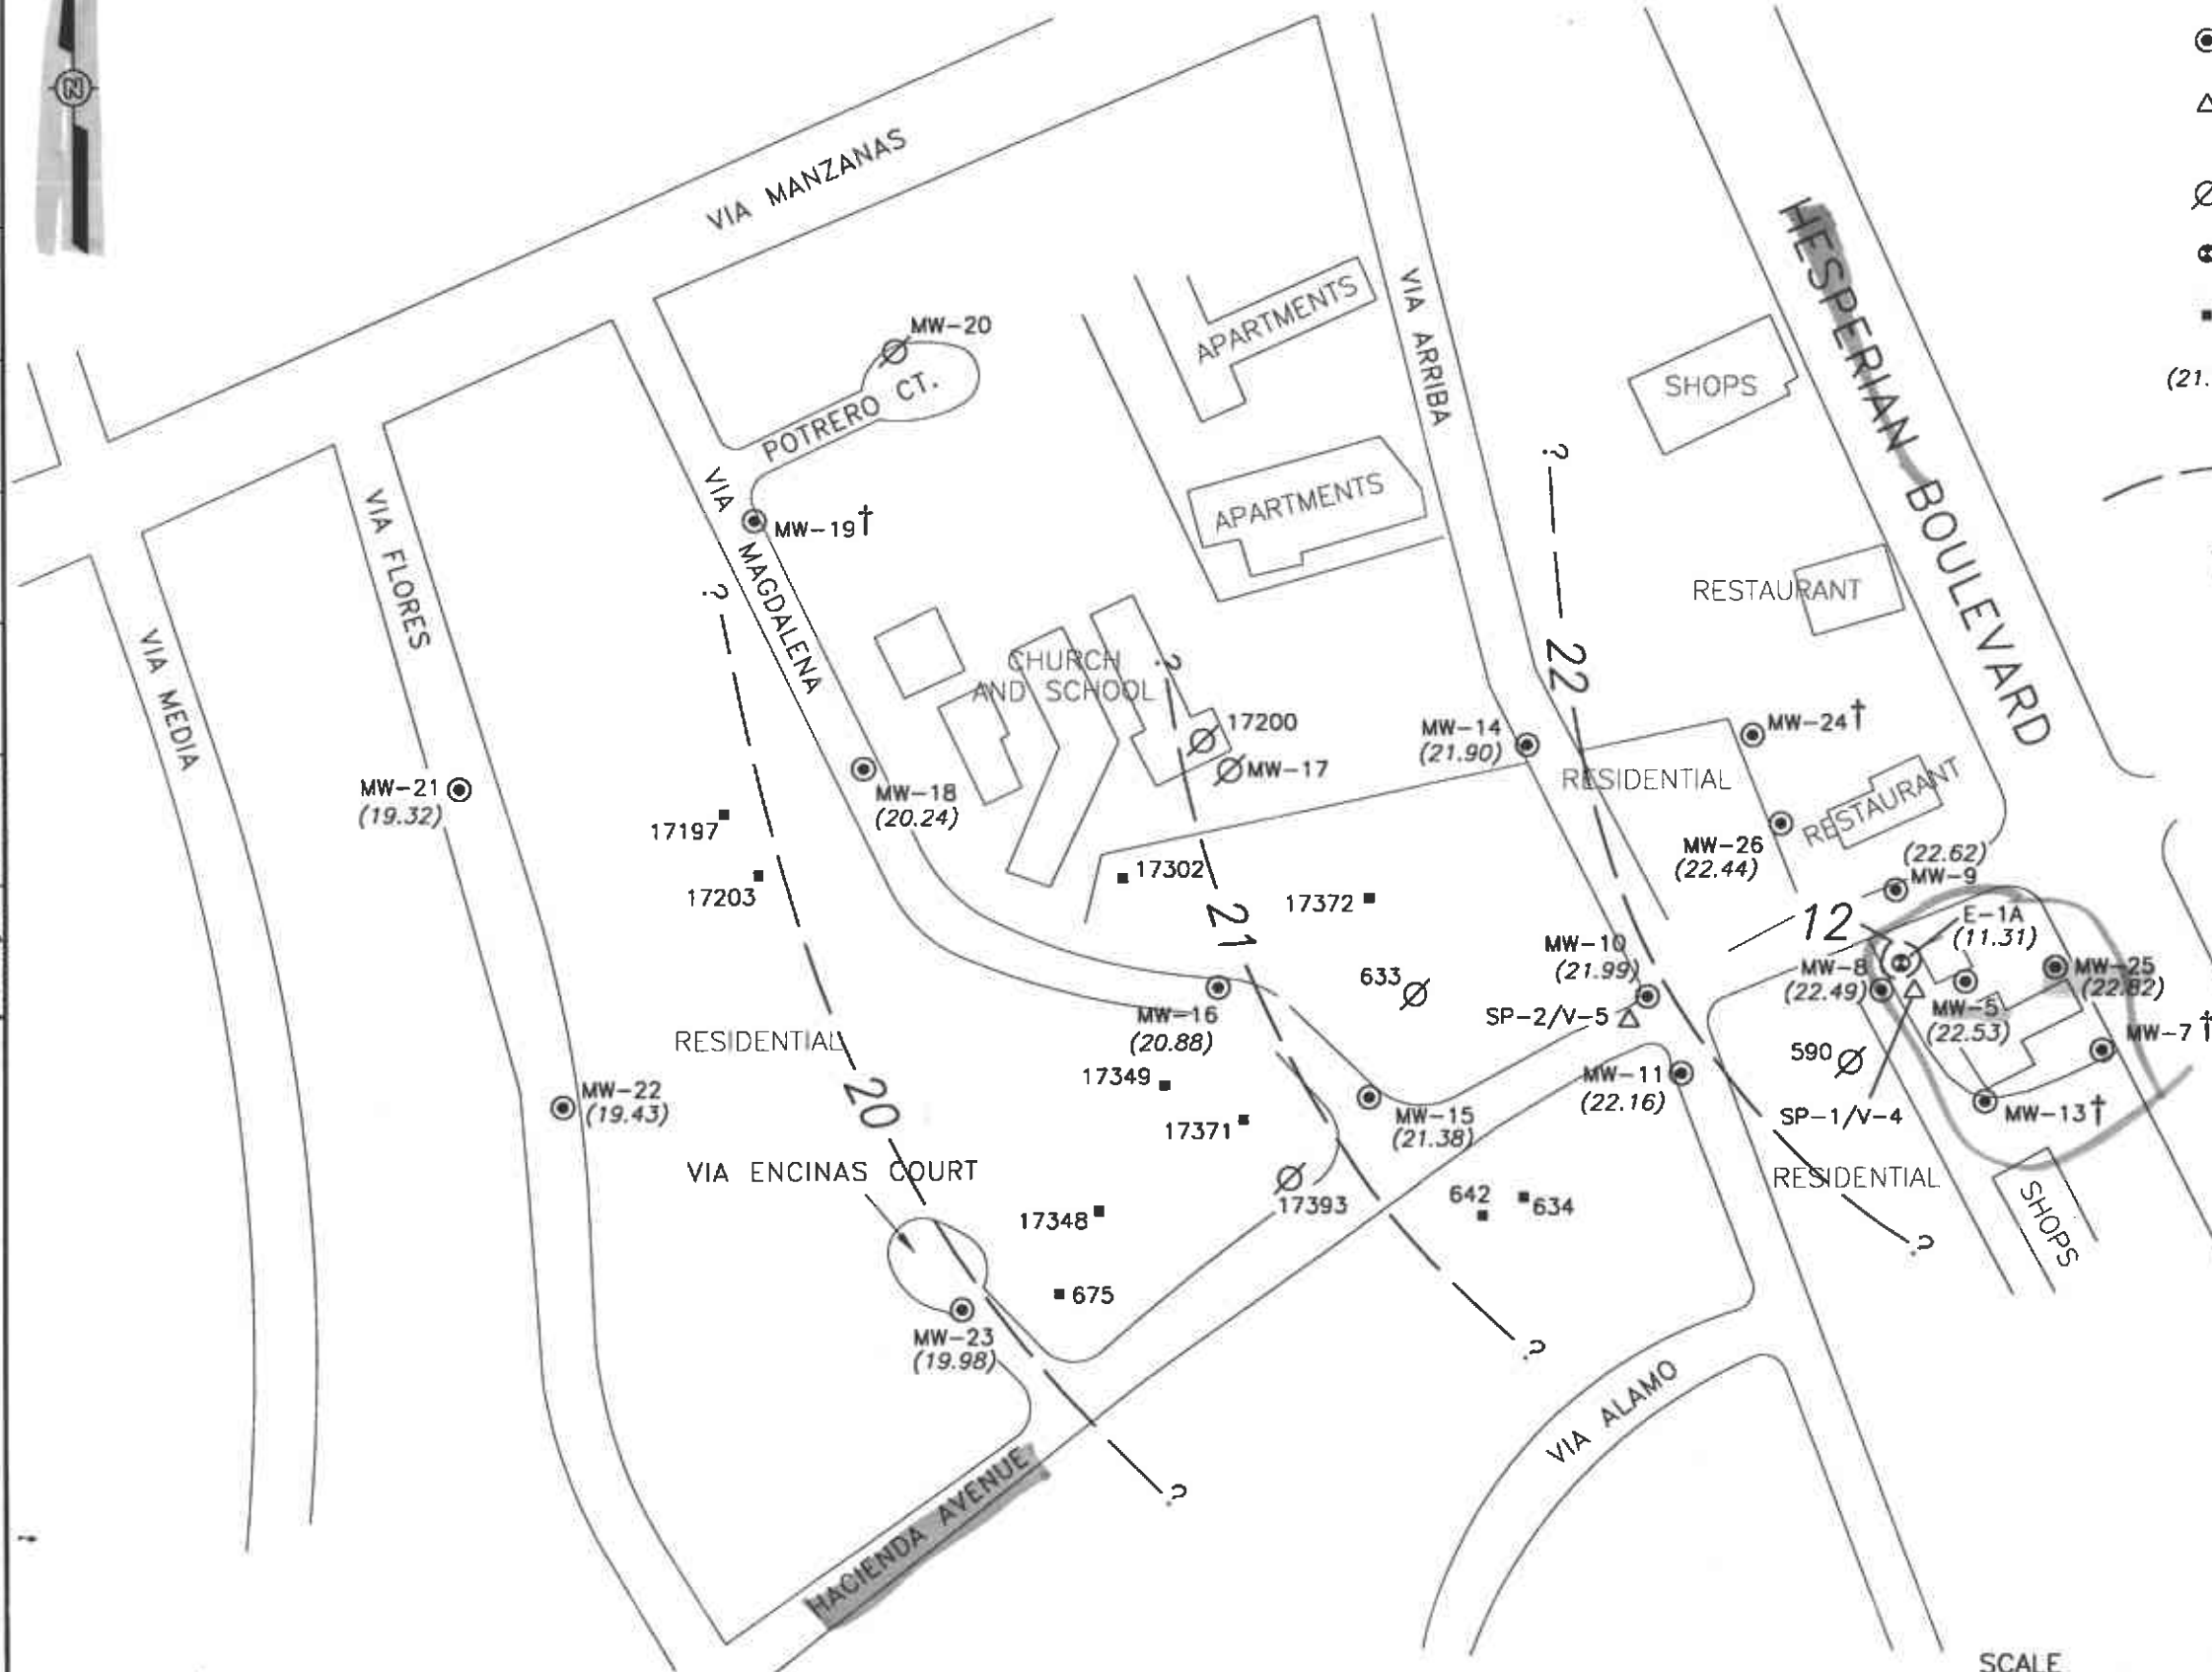 N
(21.
VIA MANZANAS
MW-20
POTRERO CT.
APARTMENTS
VIA ARRIBA
SHOPS
HESPERIAN BOULEVARD
?
VIA MAGDALENA
MW-19†
APARTMENTS
VIA FLORES
VIA MEDIA
?
RESTAURANT
CHURCH
AND SCHOOL
?
22
17200
MW-17
MW-14
(21.90)
MW-24†
RESIDENTIAL
MW-21
(19.32)
MW-18
(20.24)
17197
17203
RESTAURANT
MW-26
(22.44)
(22.62)
MW-9
17302
17372
21
12
E-1A
(11.31)
MW-10
(21.99)
633
MW-8
(22.49)
MW-25
(22.82)
MW-5
(22.53)
MW-16
(20.88)
SP-2/V-5
MW-7†
RESIDENTIAL
590
17349
MW-11
(22.16)
MW-22
(19.43)
20
17371
MW-15
(21.38)
SP-1/V-4
MW-13†
VIA ENCINAS COURT
RESIDENTIAL
17393
642
634
17348
SHOPS
?
675
MW-23
(19.98)
?
VIA ALAMO
?
HACIENDA AVENUE
SCALE